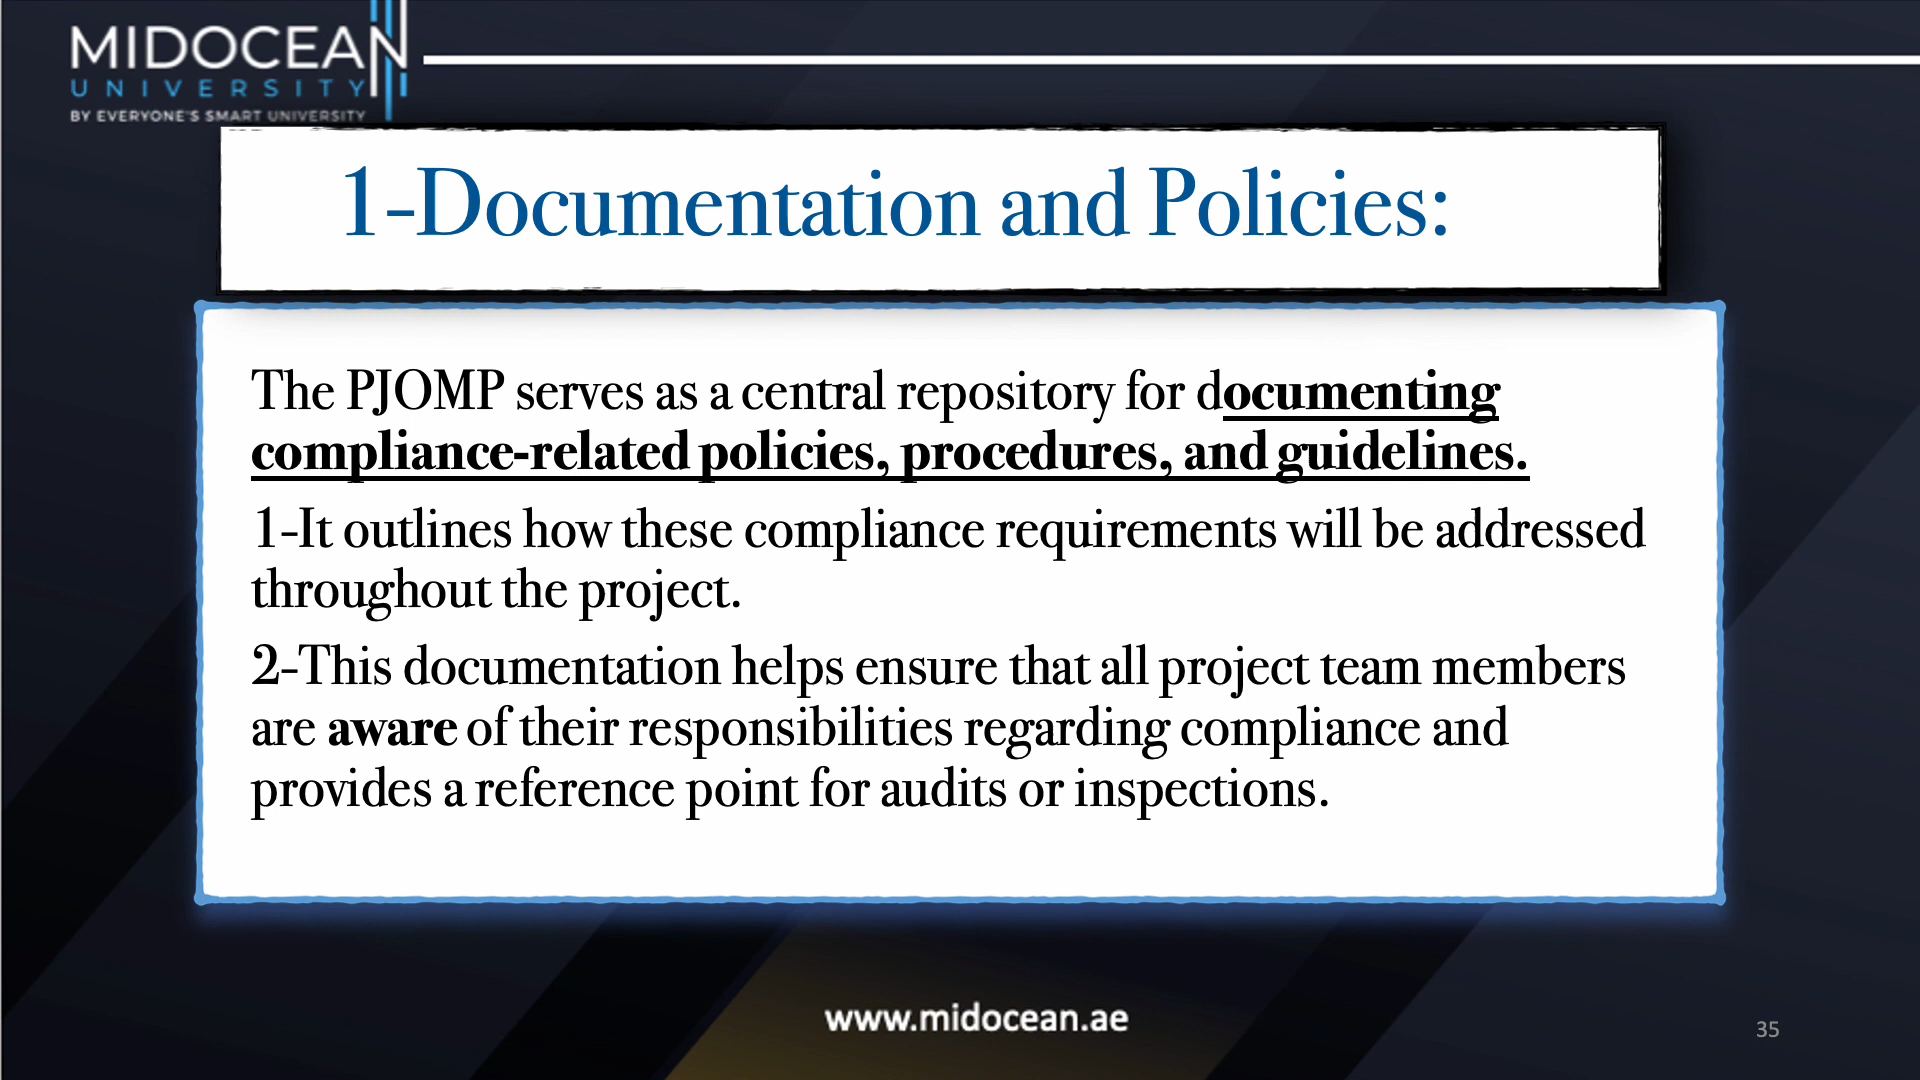 MIDOCEAN
UNIVERSITY
BY EVERYONE'S SMART UNIVERSITY
1-Documentation and Policies:
The PJOMP serves as a central repository for documenting
compliance-related policies, procedures, and guidelines.
1-It outlines how these compliance requirements will be addressed
throughout the project.
2-This documentation helps ensure that all project team members
are aware of their responsibilities regarding compliance and
provides a reference point for audits or inspections.
www.midocean.ae
35